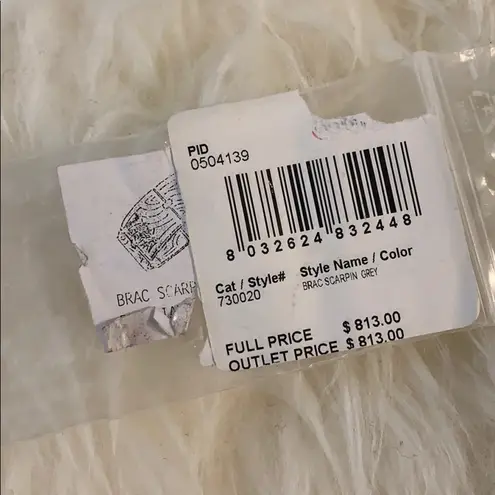 PID
0504139
8 032624 832448
Cat / Style# Style Name / Color
730020 BRAC SCARPIN GREY
FULL PRICE $ 813.00
OUTLET PRICE $ 813.00
BRAC SCARP